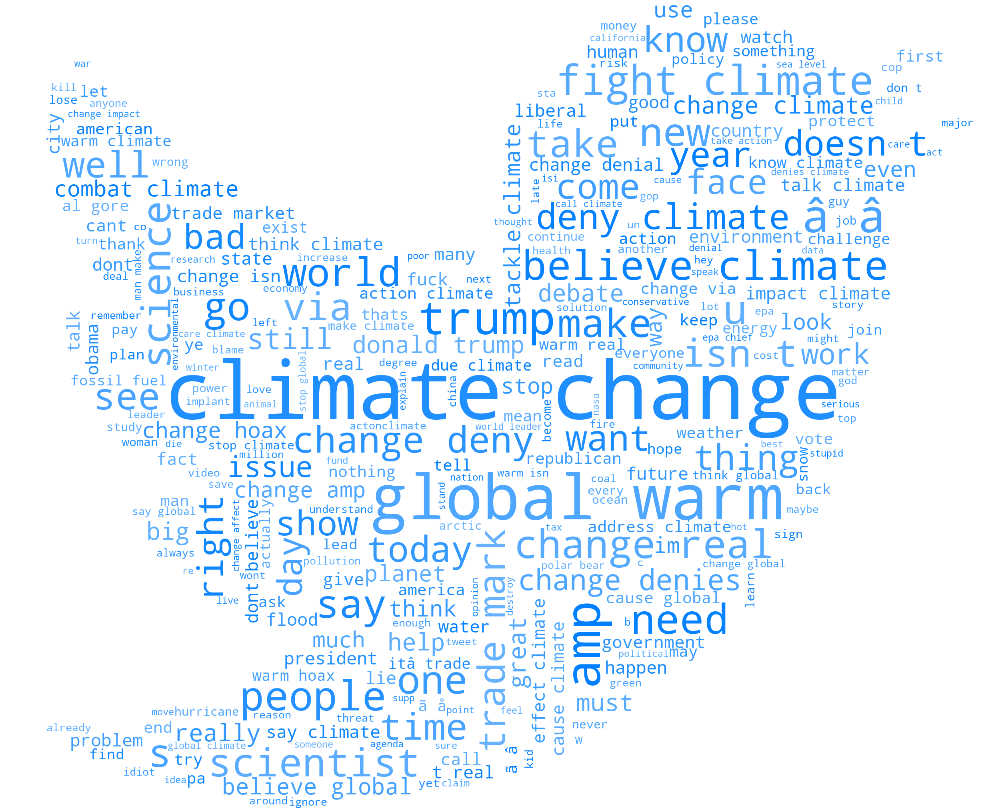 use
please
money
know
watch
california
human
something
risk
policy
first
war
sea level
cop
fight climate
kill
let
don t
lose
sta
anyone
good
change climate
child
change impact
liberal
city
american
life
put
new
country
protect
major
warm climate
take
take action
doesn t
care
act
well
wrong
tackle climate
year
change denial
know climate
even
denies climate
combat climate
late
isi
come
cause
face
talk climate
gop
al gore
science
trade market
call climate
deny
climate
â â
guy
job
thought
un
cant
co
bad
exist
continue
action
environment
challenge
turn
thank
think climate
health
another
denial
data
dont
man make
research
state
increase
poor
many
believe
climate
hey
speak
deal
change isn
world
fuck
next
business
economy
action climate
debate
change via
impact climate
talk
remember
environmental
go
via
thats
trump
make
solution
conservative
way
lot
u
epa
story
obama
pay
left
make climate
keep
energy
look
join
care climate
still
donald trump
warm real
epa chief
might
plan
ye
blame
everyone
isn t
cost
work
winter
stop global
real
degree
due climate
read
community
matter
fossil fuel
god
see
power
love
climate change
explain
china
stop
implant
animal
nasa
serious
leader
mean
become
top
study
change hoax
actonclimate
world leader
fire
weather
vote
woman
die
stop climate
change deny
want
hope
best
stupid
fact
million
fund
republican
thing
snow
video
issue
nothing
tell
nation
warm isn
future
think global
save
change amp
global warm
stand
coal
every
back
man
ocean
say global
right
change affect
dont believe
actually
understand
maybe
big
show
arctic
tax
address climate
hot
sign
always
day
lead
today
trade mark
change
im
real
re
pollution
polar bear
c
change global
wont
give
planet
change denies
learn
live
ask
america
opinion
destroy
cause global
flood
say
think
effect climate
amp
b
need
enough
water
great
cause climate
much
help
tweet
government
president
political
may
itâ trade
happen
warm hoax
lie
one
green
people
supp
ã å
must
move
hurricane
reason
threat
point
feel
already
end
really
say climate
time
never
problem
global climate
someone
agenda
sure
w
find
s
try
scientist
call
ã â
kid
idiot
t real
idea
pa
believe global
yet
claim
around
ignore